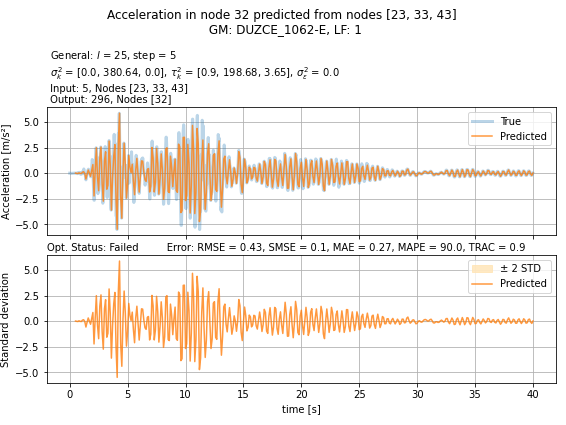 Acceleration in node 32 predicted from nodes [23, 33, 43]
GM: DUZCE_1062-E, LF: 1
General: l = 25, step = 5
σ²ₖ = [0.0, 380.64, 0.0], τ²ₖ = [0.9, 198.68, 3.65], σ²ₑ = 0.0
Input: 5, Nodes [23, 33, 43]
Output: 296, Nodes [32]
Acceleration [m/s²]
5.0
2.5
0.0
−2.5
−5.0
True
Predicted
Opt. Status: Failed Error: RMSE = 0.43, SMSE = 0.1, MAE = 0.27, MAPE = 90.0, TRAC = 0.9
Standard deviation
5.0
2.5
0.0
−2.5
−5.0
± 2 STD
Predicted
0 5 10 15 20 25 30 35 40
time [s]